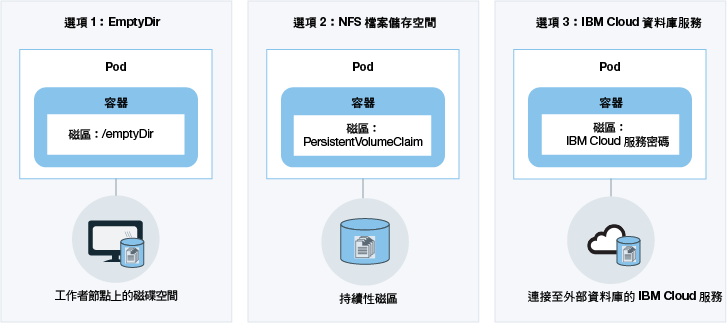 選項 1：EmptyDir
Pod
容器
磁區：/emptyDir
工作者節點上的磁碟空間
選項 2：NFS 檔案儲存空間
Pod
容器
磁區：
PersistentVolumeClaim
持續性磁區
選項 3：IBM Cloud 資料庫服務
Pod
容器
磁區：
IBM Cloud 服務密碼
連接至外部資料庫的 IBM Cloud 服務